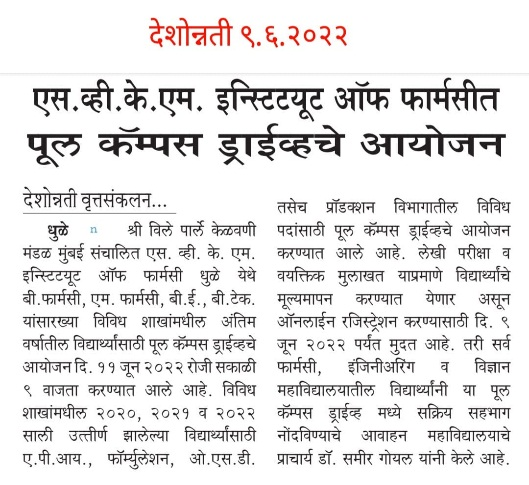 देशोन्नती ९.६.२०२२
एस.व्ही.के.एम. इन्स्टिटयूट ऑफ फार्मसीत
पूल कॅम्पस ड्राईव्हचे आयोजन
देशोन्नती वृत्तसंकलन...
धुळे n श्री विले पार्ले केळवणी
मंडळ मुंबई संचालित एस. व्ही. के. एम.
इन्स्टिटयूट ऑफ फार्मसी धुळे येथे
बी.फार्मसी, एम. फार्मसी, बी.ई., बी.टेक.
यांसारख्या विविध शाखांमधील अंतिम
वर्षातील विद्यार्थ्यांसाठी पूल कॅम्पस ड्राईव्हचे
आयोजन दि. ११ जून २०२२ रोजी सकाळी
९ वाजता करण्यात आले आहे. विविध
शाखांमधील २०२०, २०२१ व २०२२
साली उत्तीर्ण झालेल्या विद्यार्थ्यांसाठी
ए.पी.आय., फॉर्म्युलेशन, ओ.एस.डी.
तसेच प्रॉडक्शन विभागातील विविध
पदांसाठी पूल कॅम्पस ड्राईव्हचे आयोजन
करण्यात आले आहे. लेखी परीक्षा व
वयक्तिक मुलाखत याप्रमाणे विद्यार्थ्यांचे
मूल्यमापन करण्यात येणार असून
ऑनलाईन रजिस्ट्रेशन करण्यासाठी दि. ९
जून २०२२ पर्यंत मुदत आहे. तरी सर्व
फार्मसी, इंजिनीअरिंग व विज्ञान
महाविद्यालयातील विद्यार्थ्यांनी या पूल
कॅम्पस ड्राईव्ह मध्ये सक्रिय सहभाग
नोंदविण्याचे आवाहन महाविद्यालयाचे
प्राचार्य डॉ. समीर गोयल यांनी केले आहे.